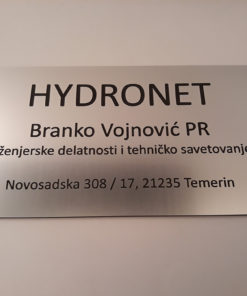 HYDRONET
Branko Vojnović PR
ženjerske delatnosti i tehničko savetovanje
Novosadska 308 / 17, 21235 Temerin